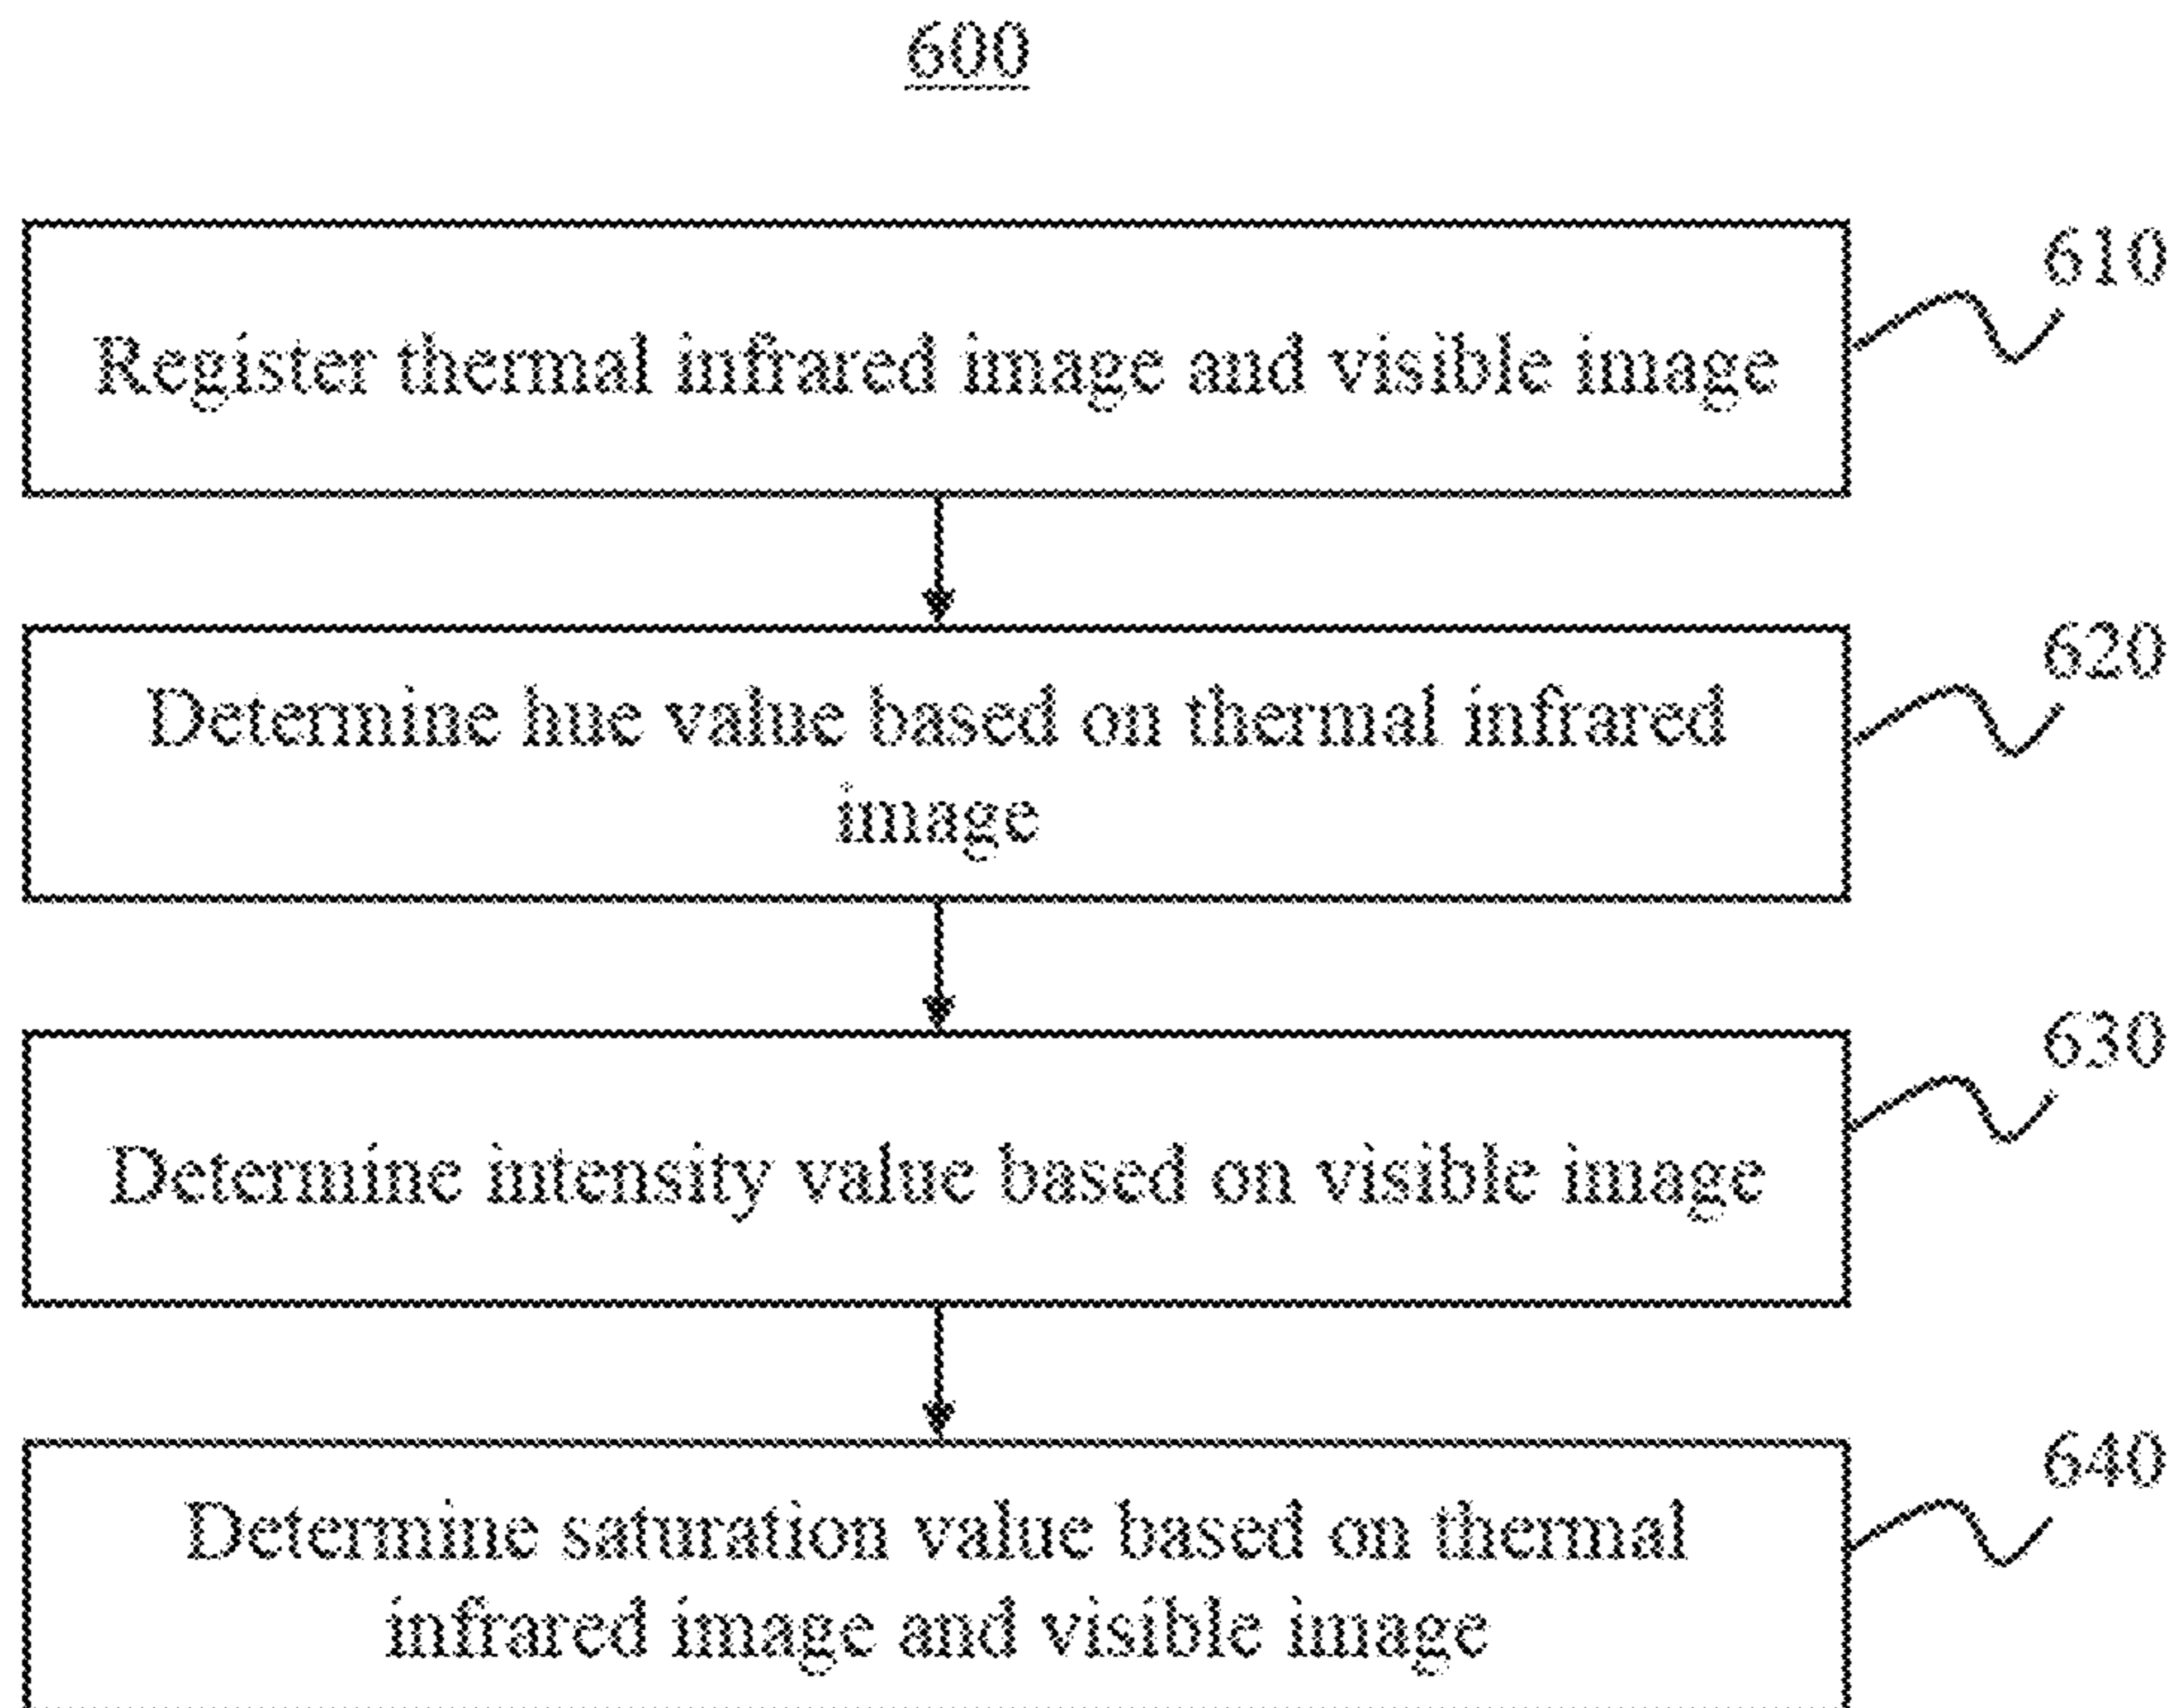 600
610
Register thermal infrared image and visible image
620
Determine hue value based on thermal infrared
image
630
Determine intensity value based on visible image
640
Determine saturation value based on thermal
infrared image and visible image